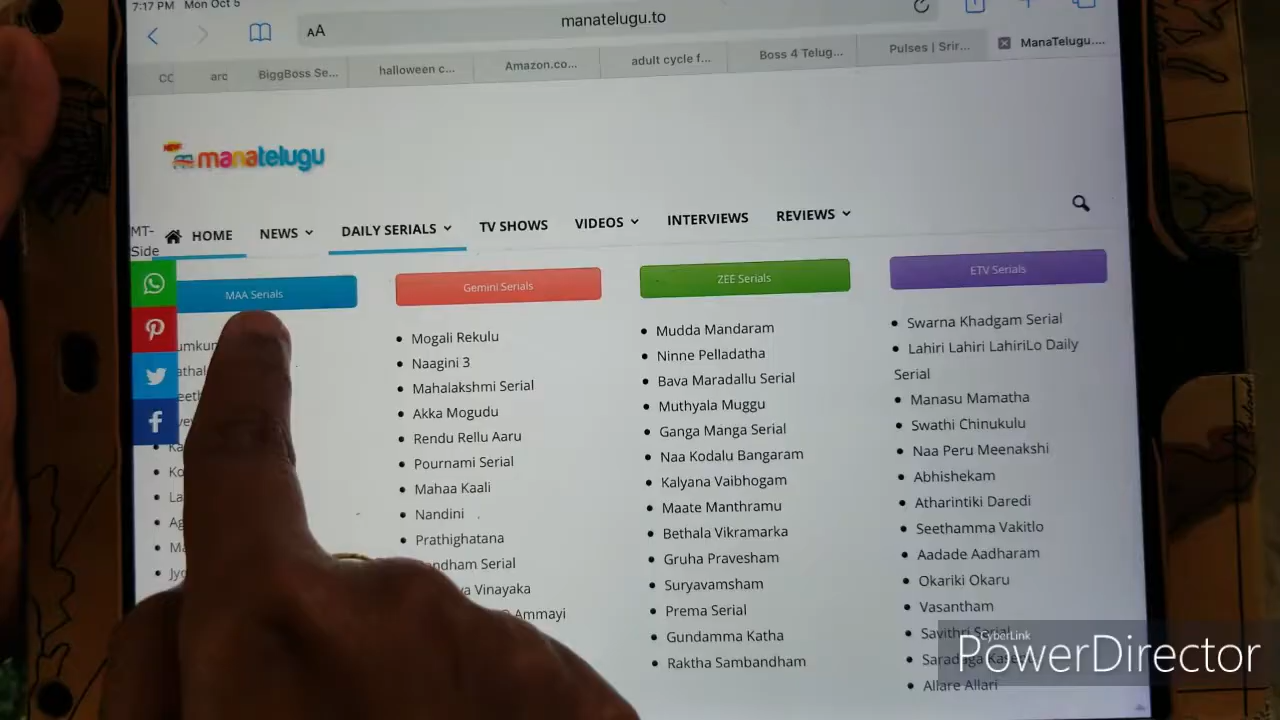 7:17 PM Mon Oct 5
AA
manatelugu.to
arc
BiggBoss Se...
halloween c...
Amazon.co...
adult cycle f...
Boss 4 Telug...
Pulses | Srir...
ManaTelugu....
NEW
manatelugu
MT-
Side
HOME
NEWS
DAILY SERIALS
TV SHOWS
VIDEOS
INTERVIEWS
REVIEWS
MAA Serials
Gemini Serials
Mogali Rekulu
Naagini 3
Mahalakshmi Serial
Akka Mogudu
Rendu Rellu Aaru
Pournami Serial
Mahaa Kaali
Nandini
Prathighatana
Serial
Vinayaka
Ammayi
ZEE Serials
Mudda Mandaram
Ninne Pelladatha
Bava Maradallu Serial
Muthyala Muggu
Ganga Manga Serial
Naa Kodalu Bangaram
Kalyana Vaibhogam
Maate Manthramu
Bethala Vikramarka
Gruha Pravesham
Suryavamsham
Prema Serial
Gundamma Katha
Raktha Sambandham
ETV Serials
Swarna Khadgam Serial
Lahiri Lahiri LahiriLo Daily
Serial
Manasu Mamatha
Swathi Chinukulu
Naa Peru Meenakshi
Abhishekam
Atharintiki Daredi
Seethamma Vakitlo
Aadade Aadharam
Okariki Okaru
Vasantham
Savithri Serial
Saradaga
Allare Allari
CyberLink
PowerDirector